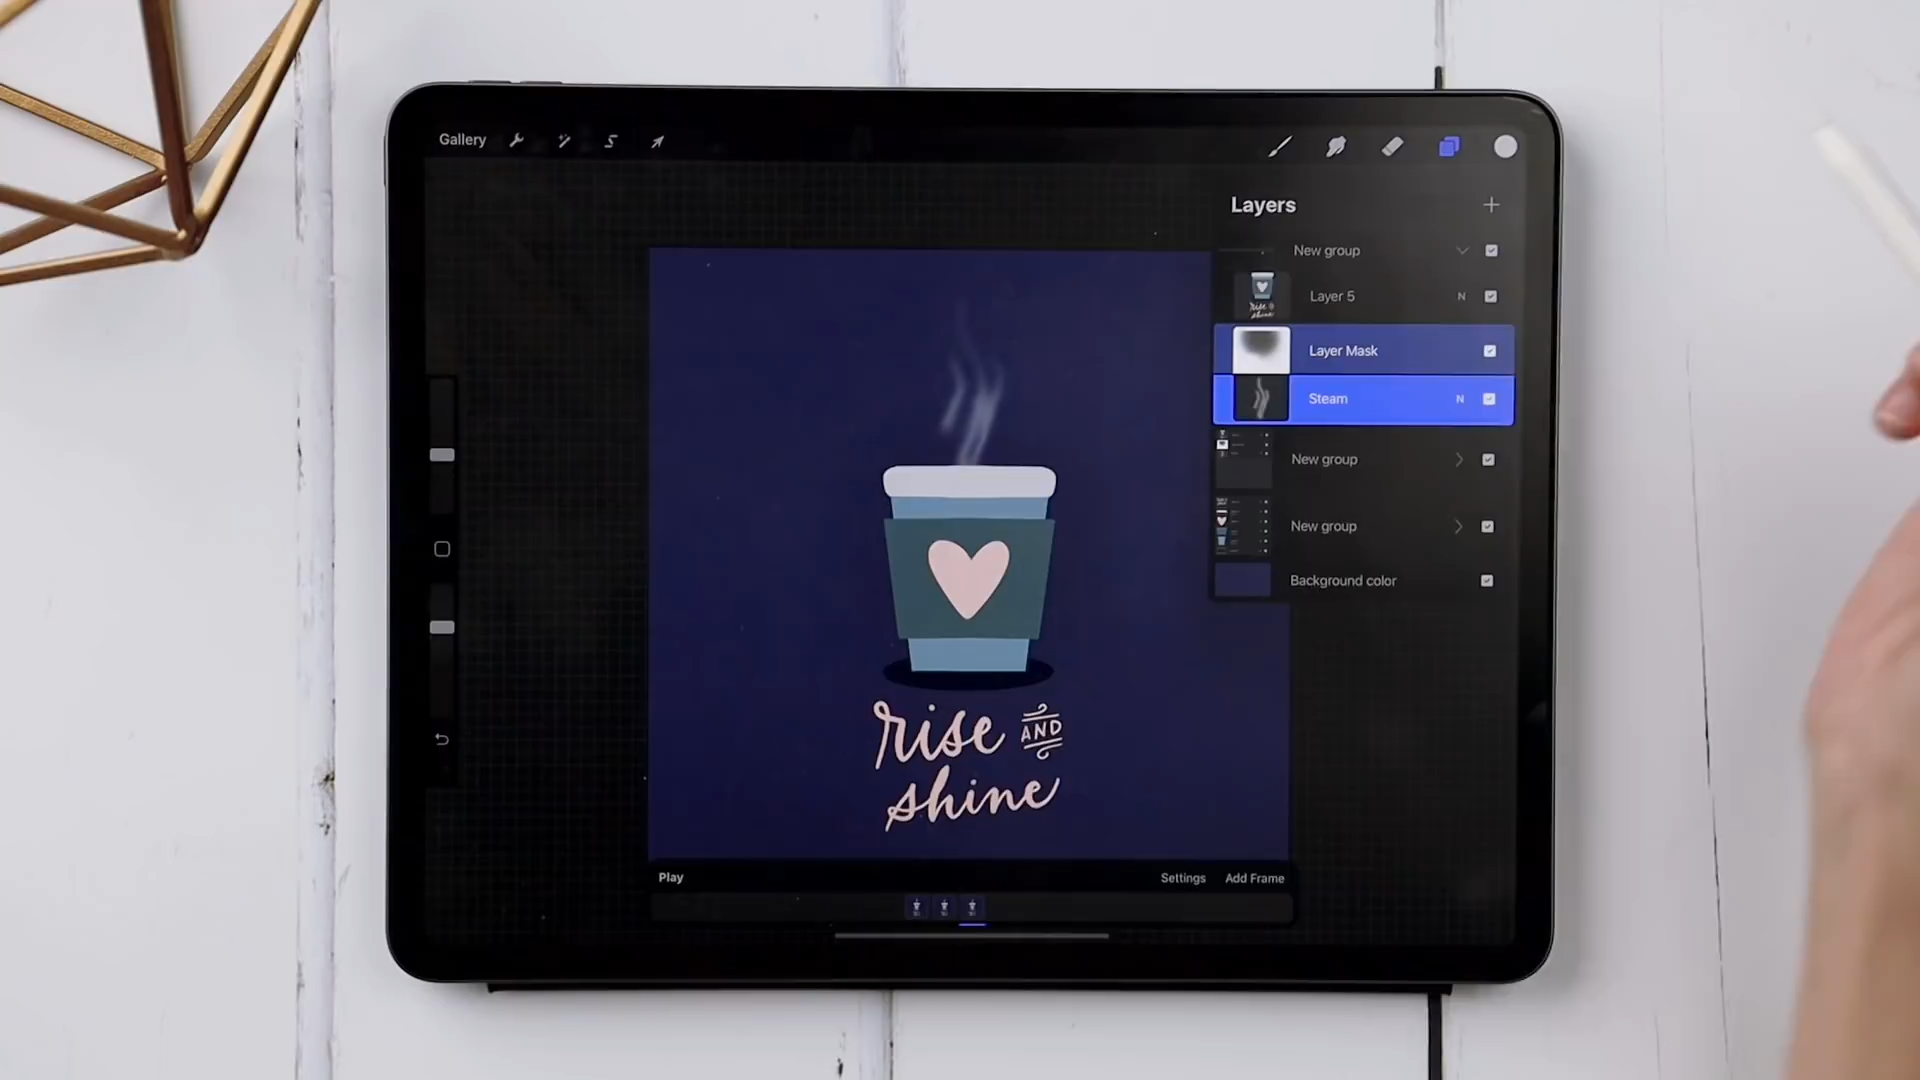 Gallery
Layers
New group
Layer 5 N
Layer Mask
Steam N
New group
New group
Background color
rise AND
shine
Play Settings Add Frame